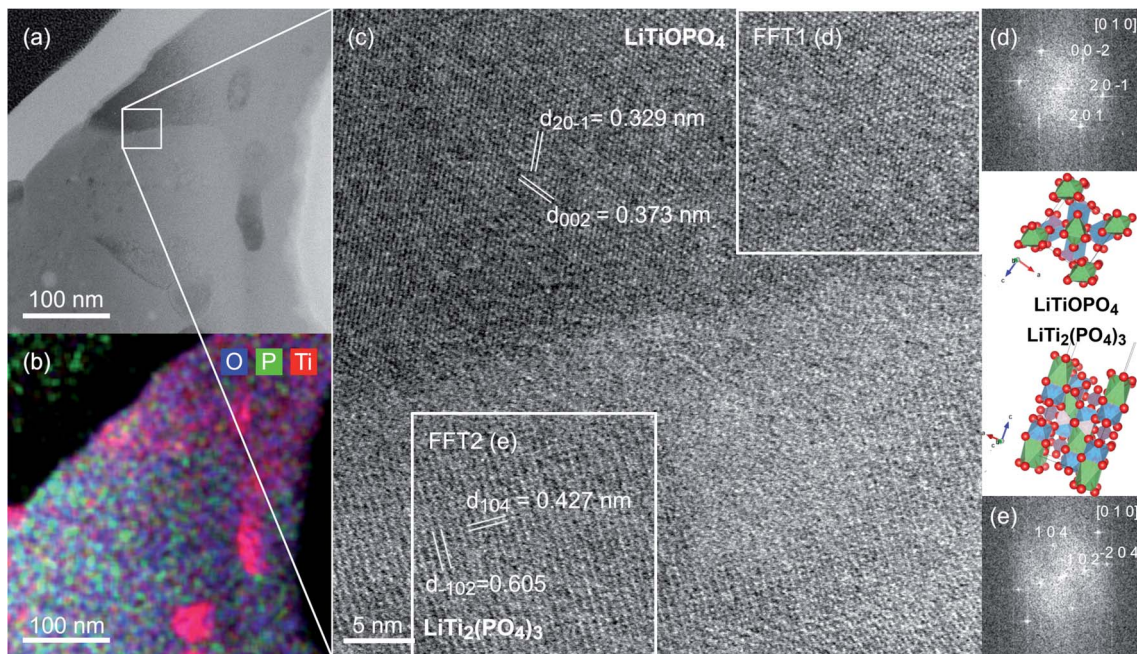 (a)
100 nm
(b)
O P Ti
100 nm
(c)
LiTiOPO4
FFT1 (d)
d20-1= 0.329 nm
d002 = 0.373 nm
FFT2 (e)
d104 = 0.427 nm
d-102=0.605
5 nm
LiTi2(PO4)3
(d)
[0 1 0]
0 0 -2
2 0 -1
2 0 1
c
a
LiTiOPO4
LiTi2(PO4)3
c
(e)
[0 1 0]
1 0 4
1 0 2
-2 0 4